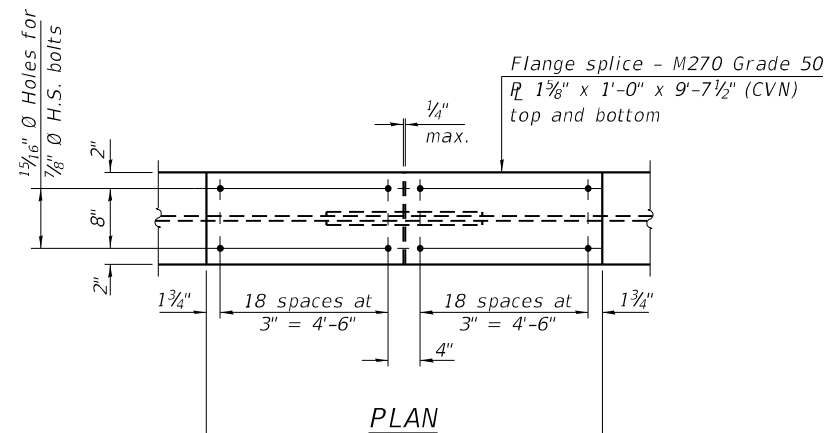 15/16" Ø Holes for
7/8" Ø H.S. bolts
2"
8"
2"
1/4"
max.
Flange splice - M270 Grade 50
℄ 1 5/8" x 1'-0" x 9'-7 1/2" (CVN)
top and bottom
1 3/4"
18 spaces at
3" = 4'-6"
18 spaces at
3" = 4'-6"
1 3/4"
4"
PLAN